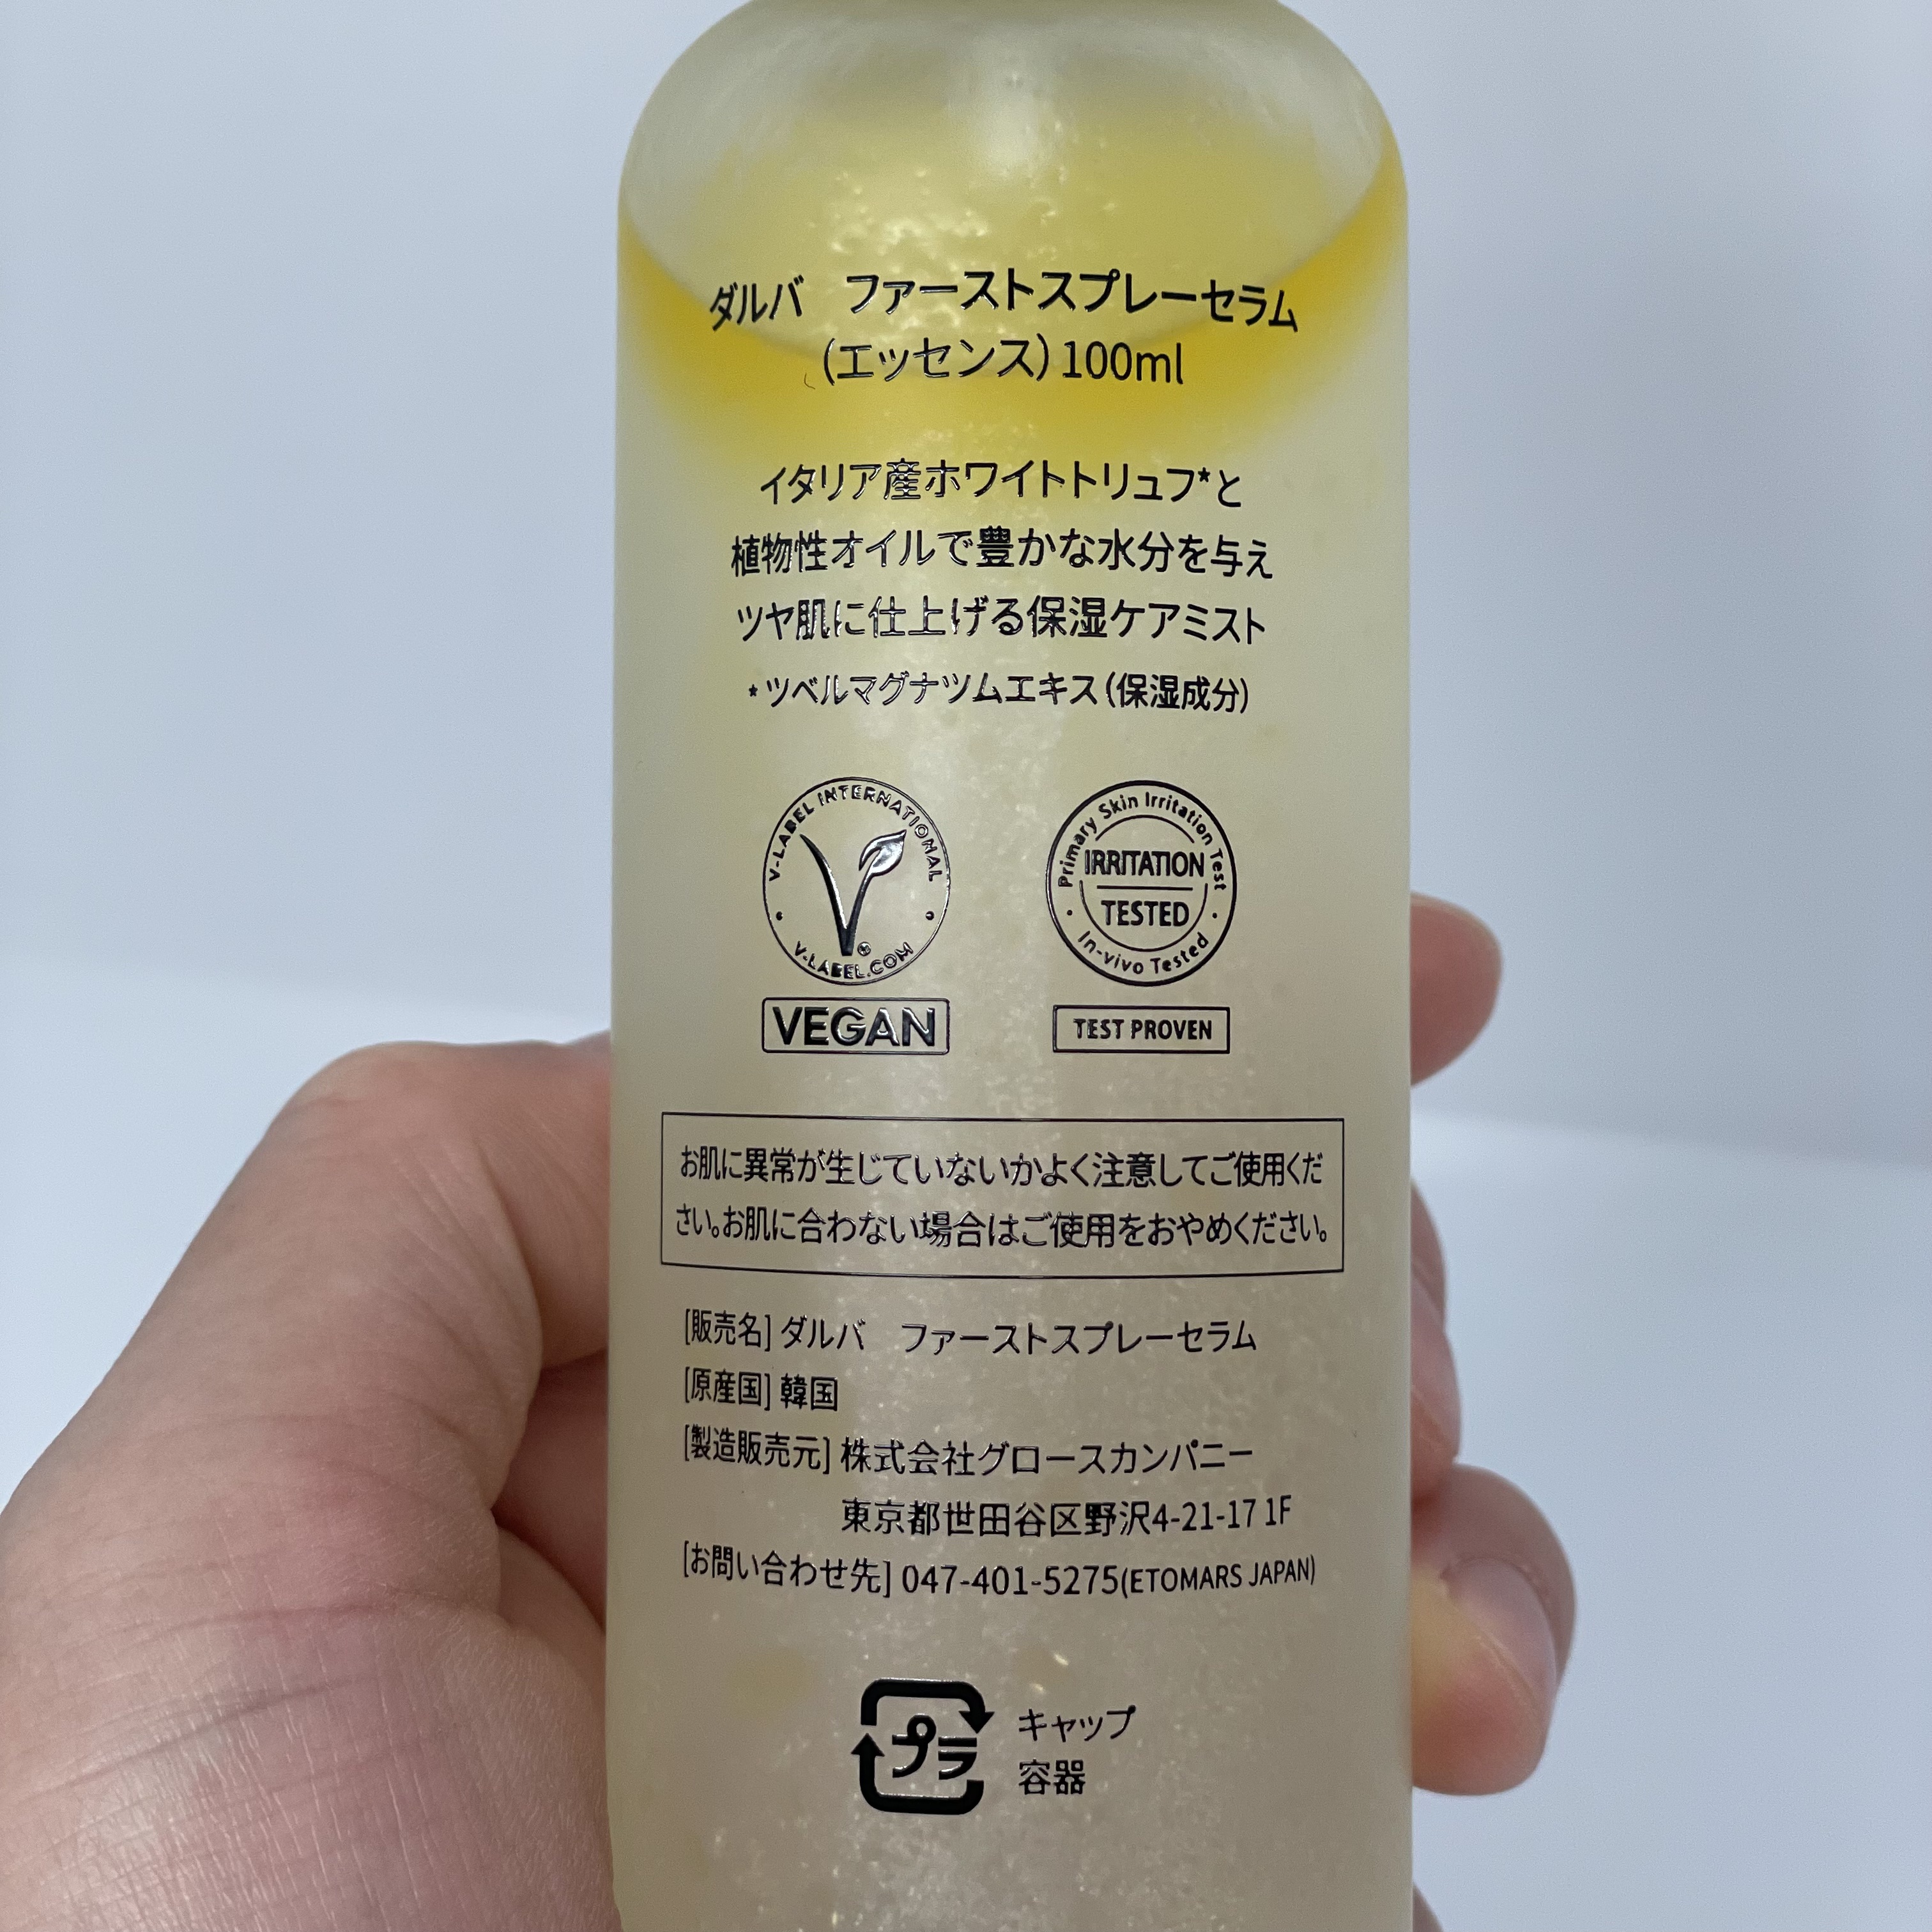 ダルバ　ファーストスプレーセラム
(エッセンス)100ml
イタリア産ホワイトトリュフ*と
植物性オイルで豊かな水分を与え
ツヤ肌に仕上げる保湿ケアミスト
*ツベルマグナツムエキス(保湿成分)
V-LABEL INTERNATIONAL
V-LABEL.COM
VEGAN
Primary Skin Irritation Test
IRRITATION
TESTED
In-vivo Tested
TEST PROVEN
お肌に異常が生じていないかよく注意してご使用くだ
さい。お肌に合わない場合はご使用をおやめください。
[販売名]ダルバ　ファーストスプレーセラム
[原産国]韓国
[製造販売元]株式会社グロースカンパニー
東京都世田谷区野沢4-21-17 1F
[お問い合わせ先]047-401-5275(ETOMARS JAPAN)
プラ
キャップ
容器